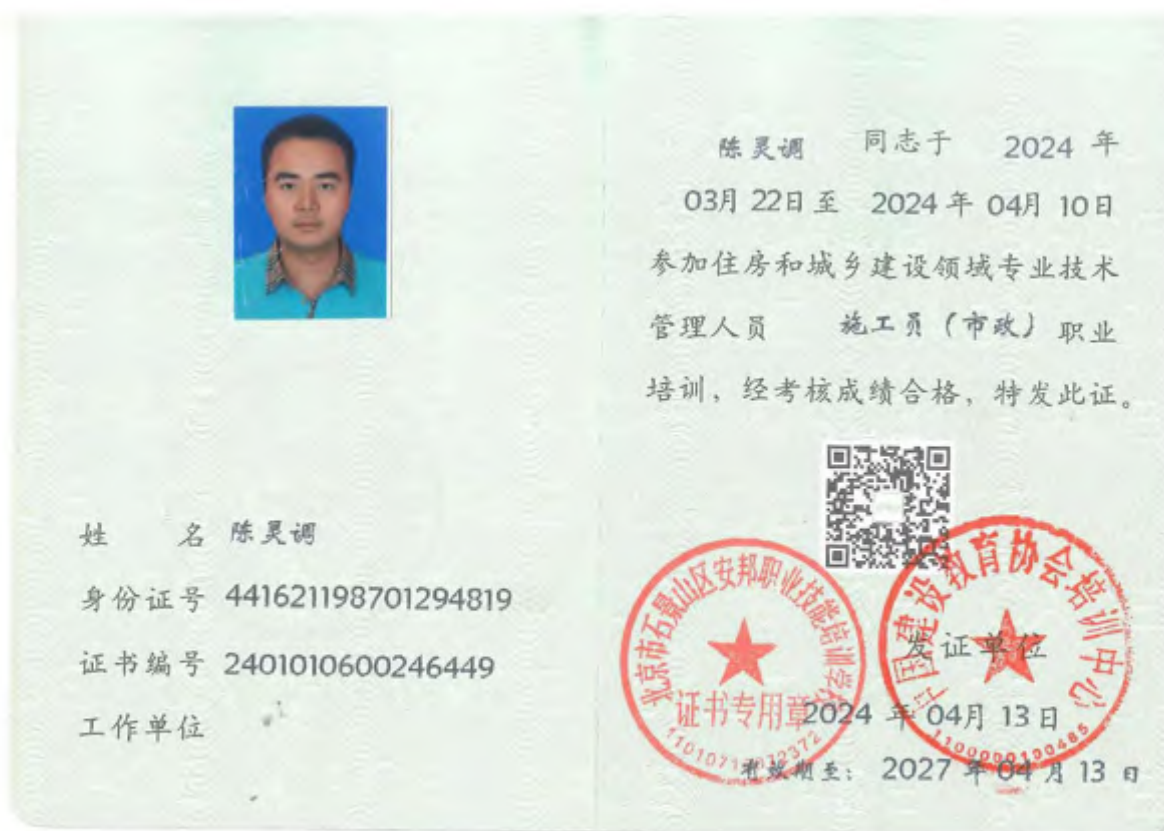 姓 名 陈灵调
身份证号 441621198701294819
证书编号 2401010600246449
工作单位
陈灵调 同志于 2024 年
03月 22日 至 2024 年 04月 10日
参加住房和城乡建设领域专业技术
管理人员 施工员（市政）职业
培训，经考核成绩合格，特发此证。
北京市石景山区安邦职业技能培训学校
证书专用章
中国建设教育协会培训中心
1100000100485
发证单位
2024 年 04月 13日
有效期至： 2027 年 04 月 13 日